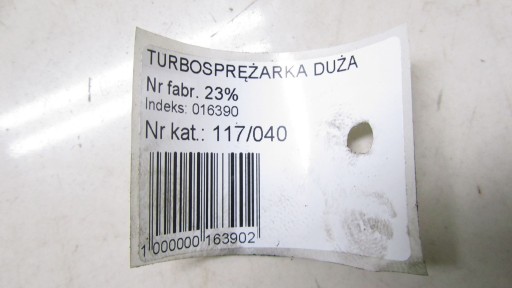 TURBOSPRĘŻARKA DUŻA
Nr fabr. 23%
Indeks: 016390
Nr kat.: 117/040
1 000000 163902